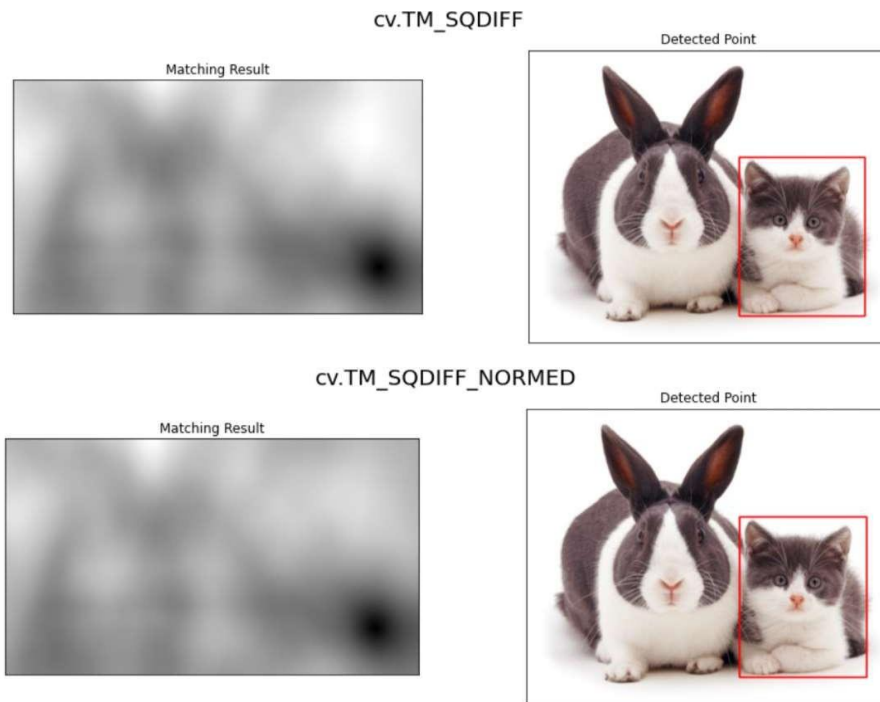 cv.TM_SQDIFF
Matching Result
Detected Point
cv.TM_SQDIFF_NORMED
Matching Result
Detected Point